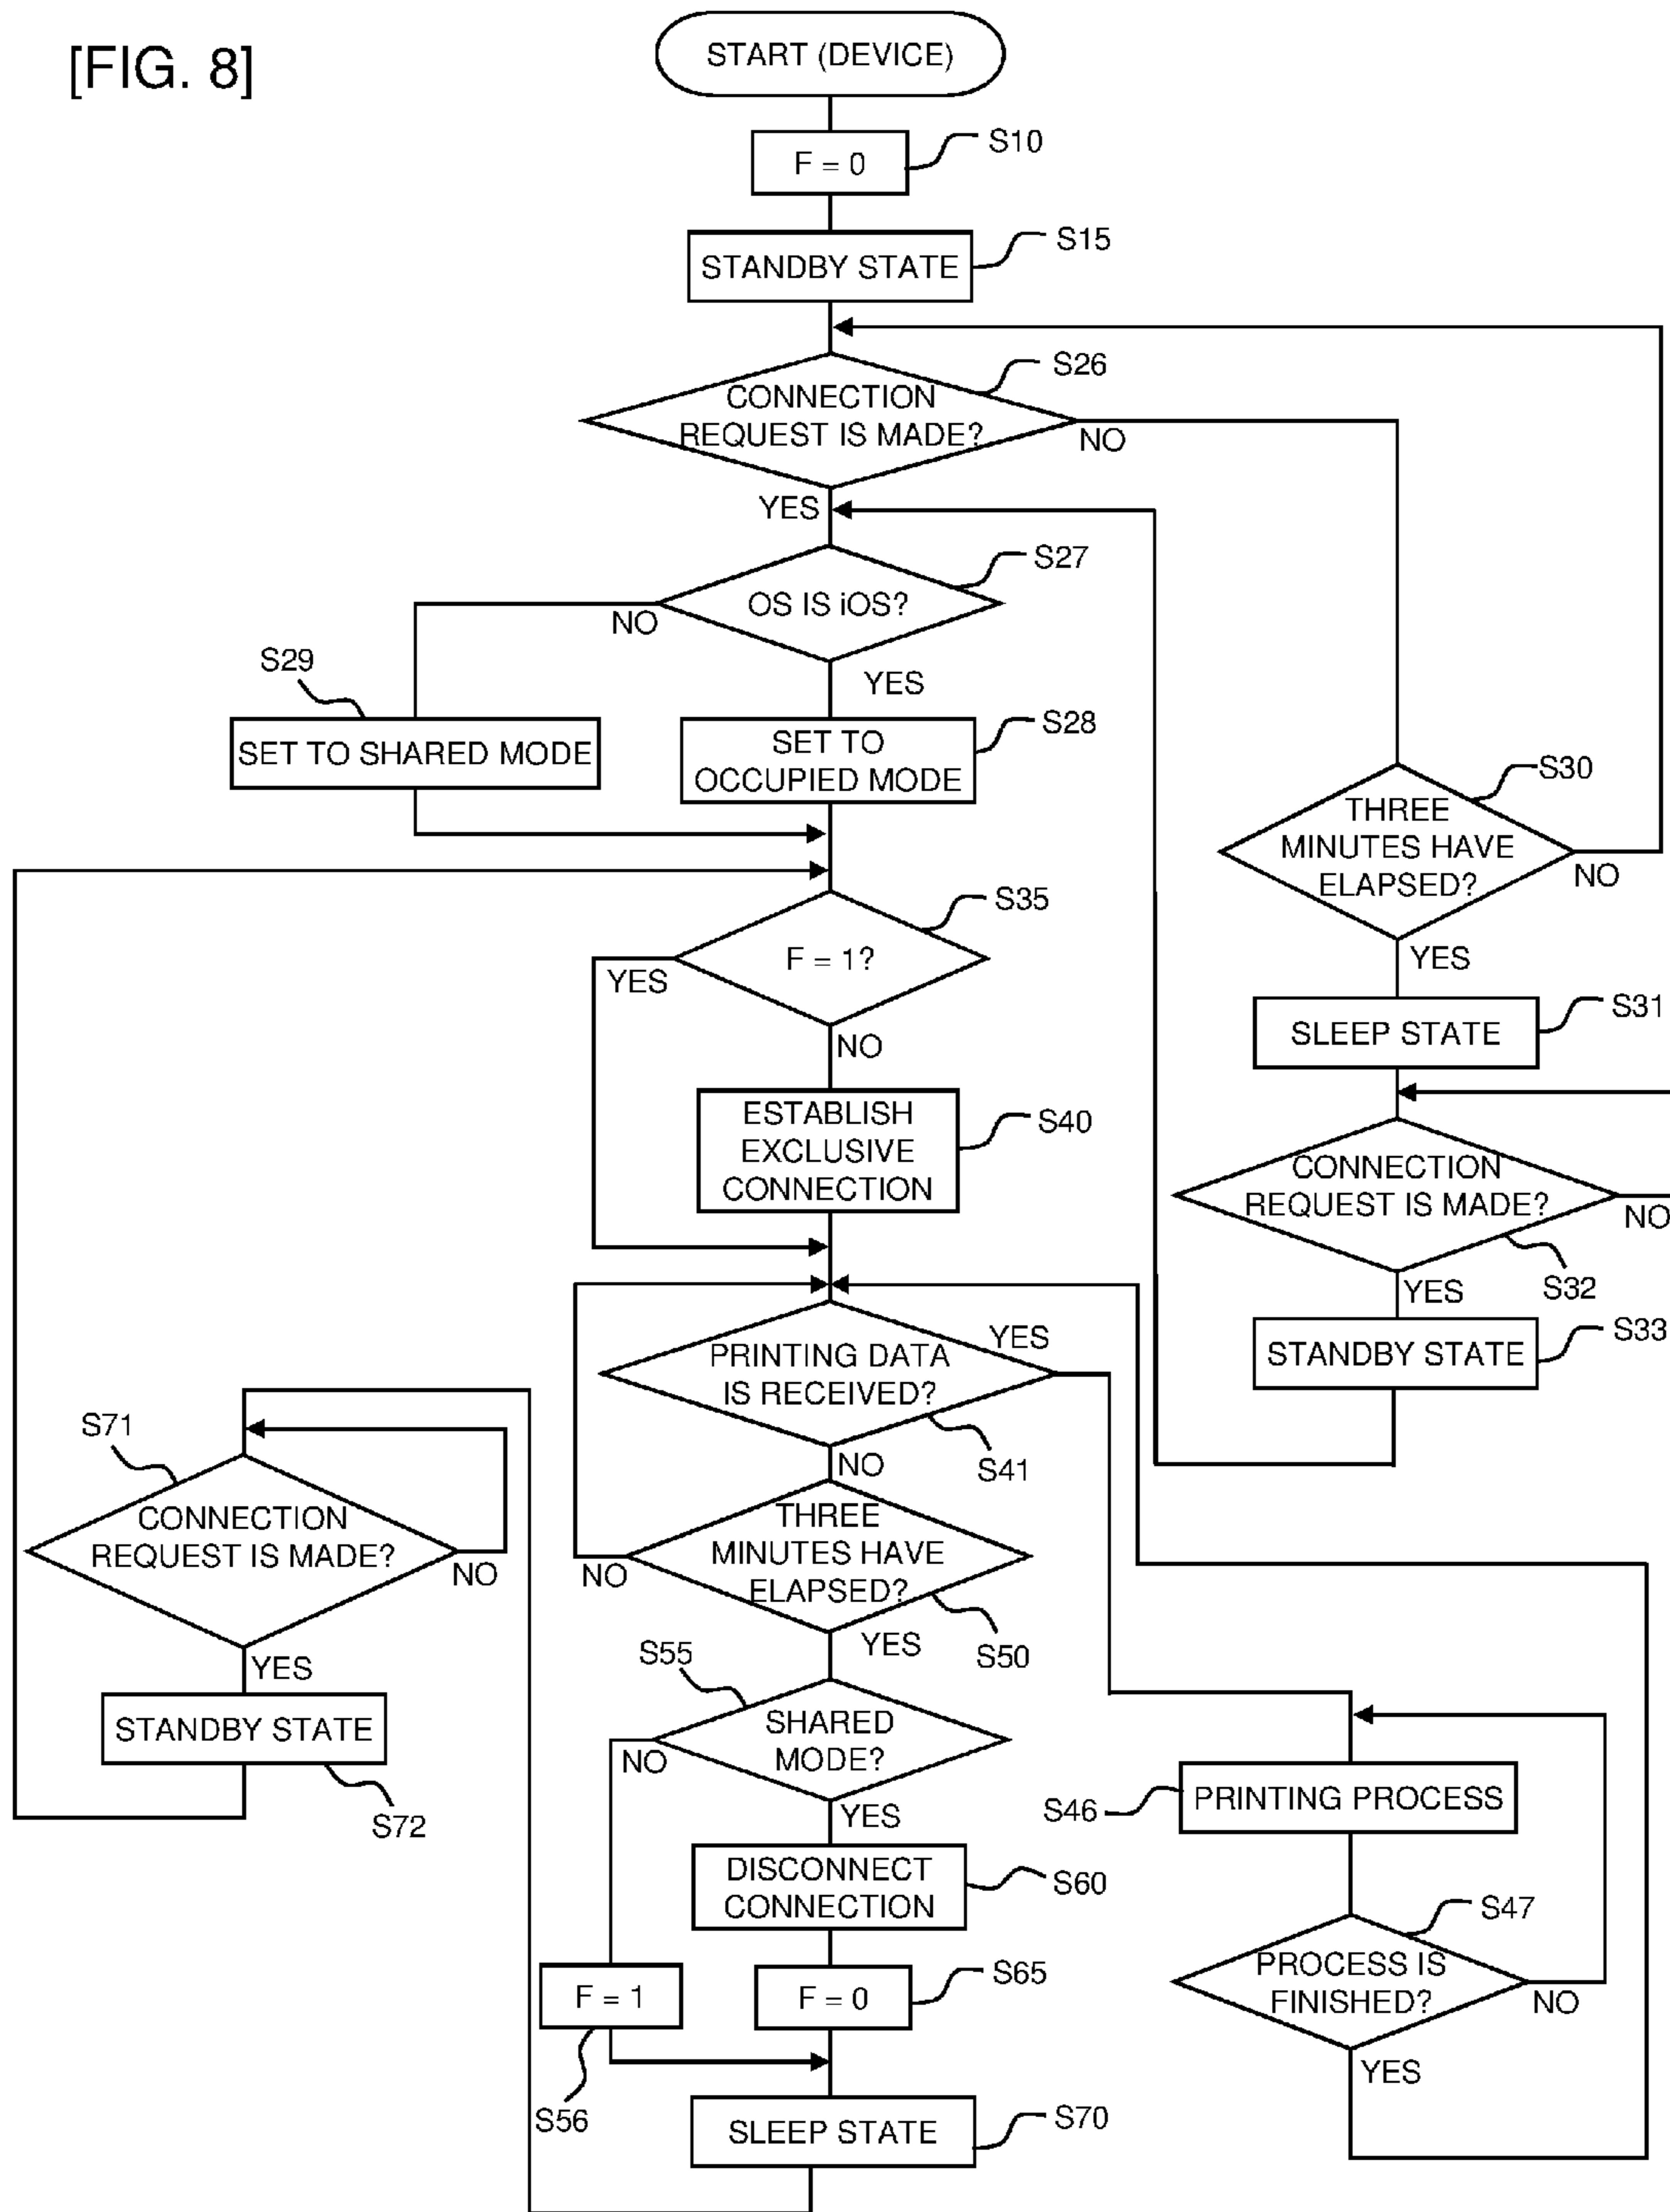 [FIG. 8]
START (DEVICE)
F = 0
S10
STANDBY STATE
S15
CONNECTION
REQUEST IS MADE?
S26
NO
YES
OS IS iOS?
S27
NO
YES
S29
SET TO SHARED MODE
SET TO
OCCUPIED MODE
S28
THREE
MINUTES HAVE
ELAPSED?
S30
NO
YES
SLEEP STATE
S31
CONNECTION
REQUEST IS MADE?
NO
S32
YES
STANDBY STATE
S33
F = 1?
S35
YES
NO
ESTABLISH
EXCLUSIVE
CONNECTION
S40
PRINTING DATA
IS RECEIVED?
YES
S41
NO
THREE
MINUTES HAVE
ELAPSED?
NO
S50
YES
S55
SHARED
MODE?
NO
YES
DISCONNECT
CONNECTION
S60
F = 1
S56
F = 0
S65
SLEEP STATE
S70
S71
CONNECTION
REQUEST IS MADE?
NO
YES
STANDBY STATE
S72
S46
PRINTING PROCESS
S47
PROCESS IS
FINISHED?
NO
YES